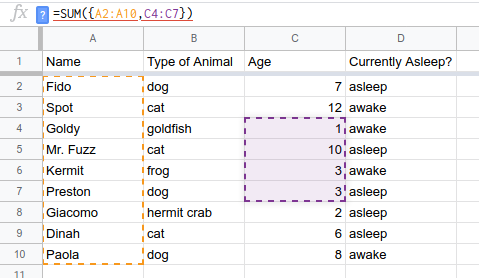 fx ? =SUM({A2:A10,C4:C7})
A B C D
1 Name Type of Animal Age Currently Asleep?
2 Fido dog 7 asleep
3 Spot cat 12 awake
4 Goldy goldfish 1 awake
5 Mr. Fuzz cat 10 asleep
6 Kermit frog 3 awake
7 Preston dog 3 asleep
8 Giacomo hermit crab 2 asleep
9 Dinah cat 6 asleep
10 Paola dog 8 awake
11